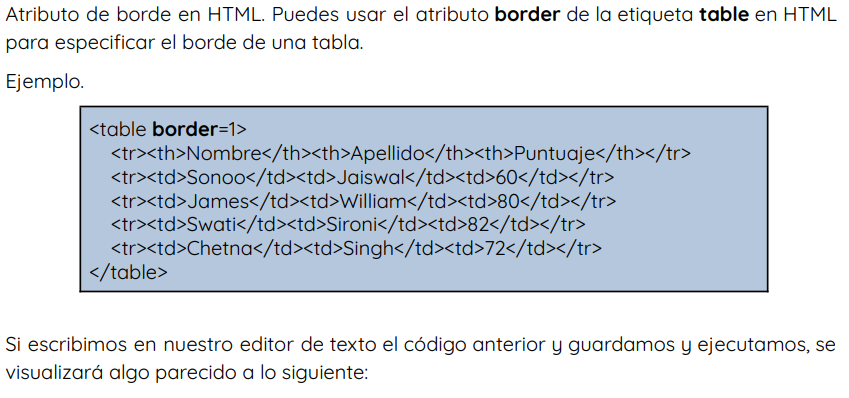 Atributo de borde en HTML. Puedes usar el atributo border de la etiqueta table en HTML
para especificar el borde de una tabla.
Ejemplo.
<table border=1>
<tr><th>Nombre</th><th>Apellido</th><th>Puntuaje</th></tr>
<tr><td>Sonoo</td><td>Jaiswal</td><td>60</td></tr>
<tr><td>James</td><td>William</td><td>80</td></tr>
<tr><td>Swati</td><td>Sironi</td><td>82</td></tr>
<tr><td>Chetna</td><td>Singh</td><td>72</td></tr>
</table>
Si escribimos en nuestro editor de texto el código anterior y guardamos y ejecutamos, se
visualizará algo parecido a lo siguiente: